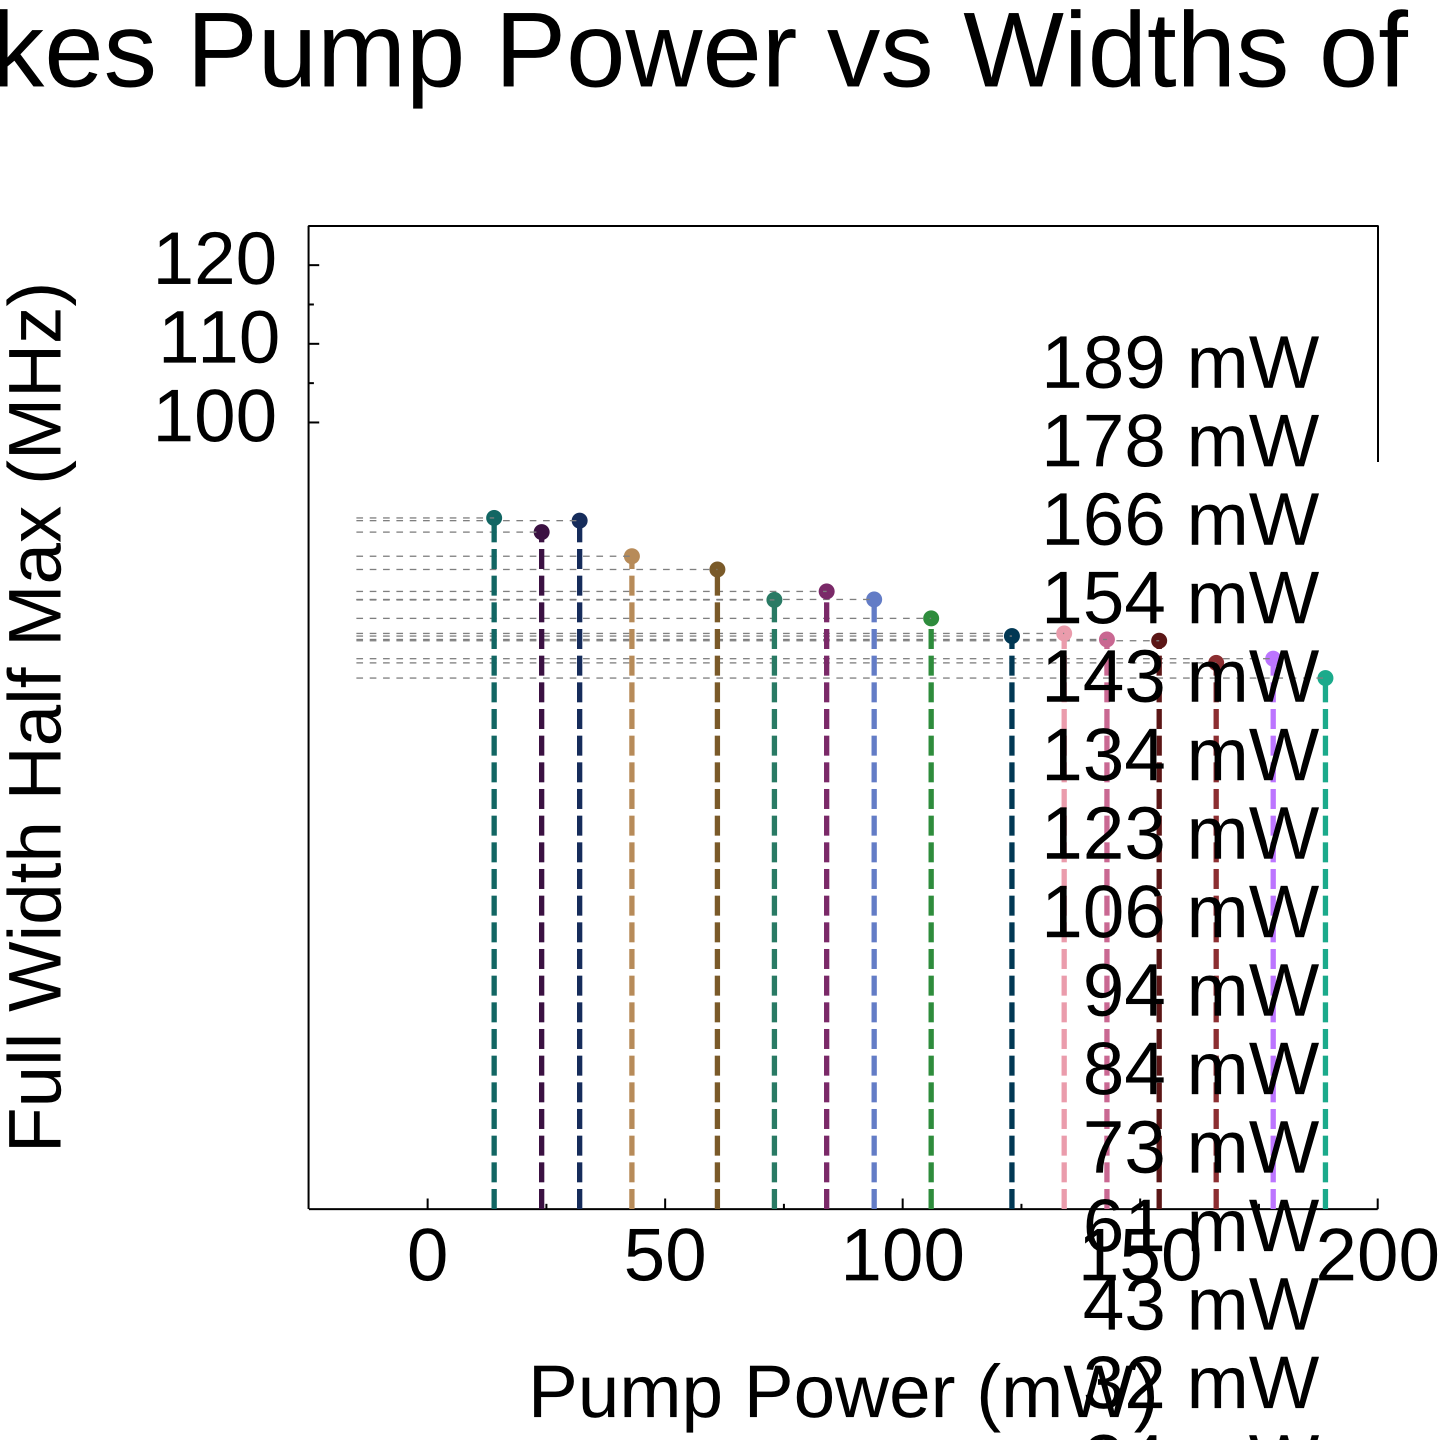 kes Pump Power vs Widths of
120
110
100
Full Width Half Max (MHz)
189 mW
178 mW
166 mW
154 mW
143 mW
134 mW
123 mW
106 mW
94 mW
84 mW
73 mW
61 mW
43 mW
32 mW
0 50 100 150 200
Pump Power (mW)